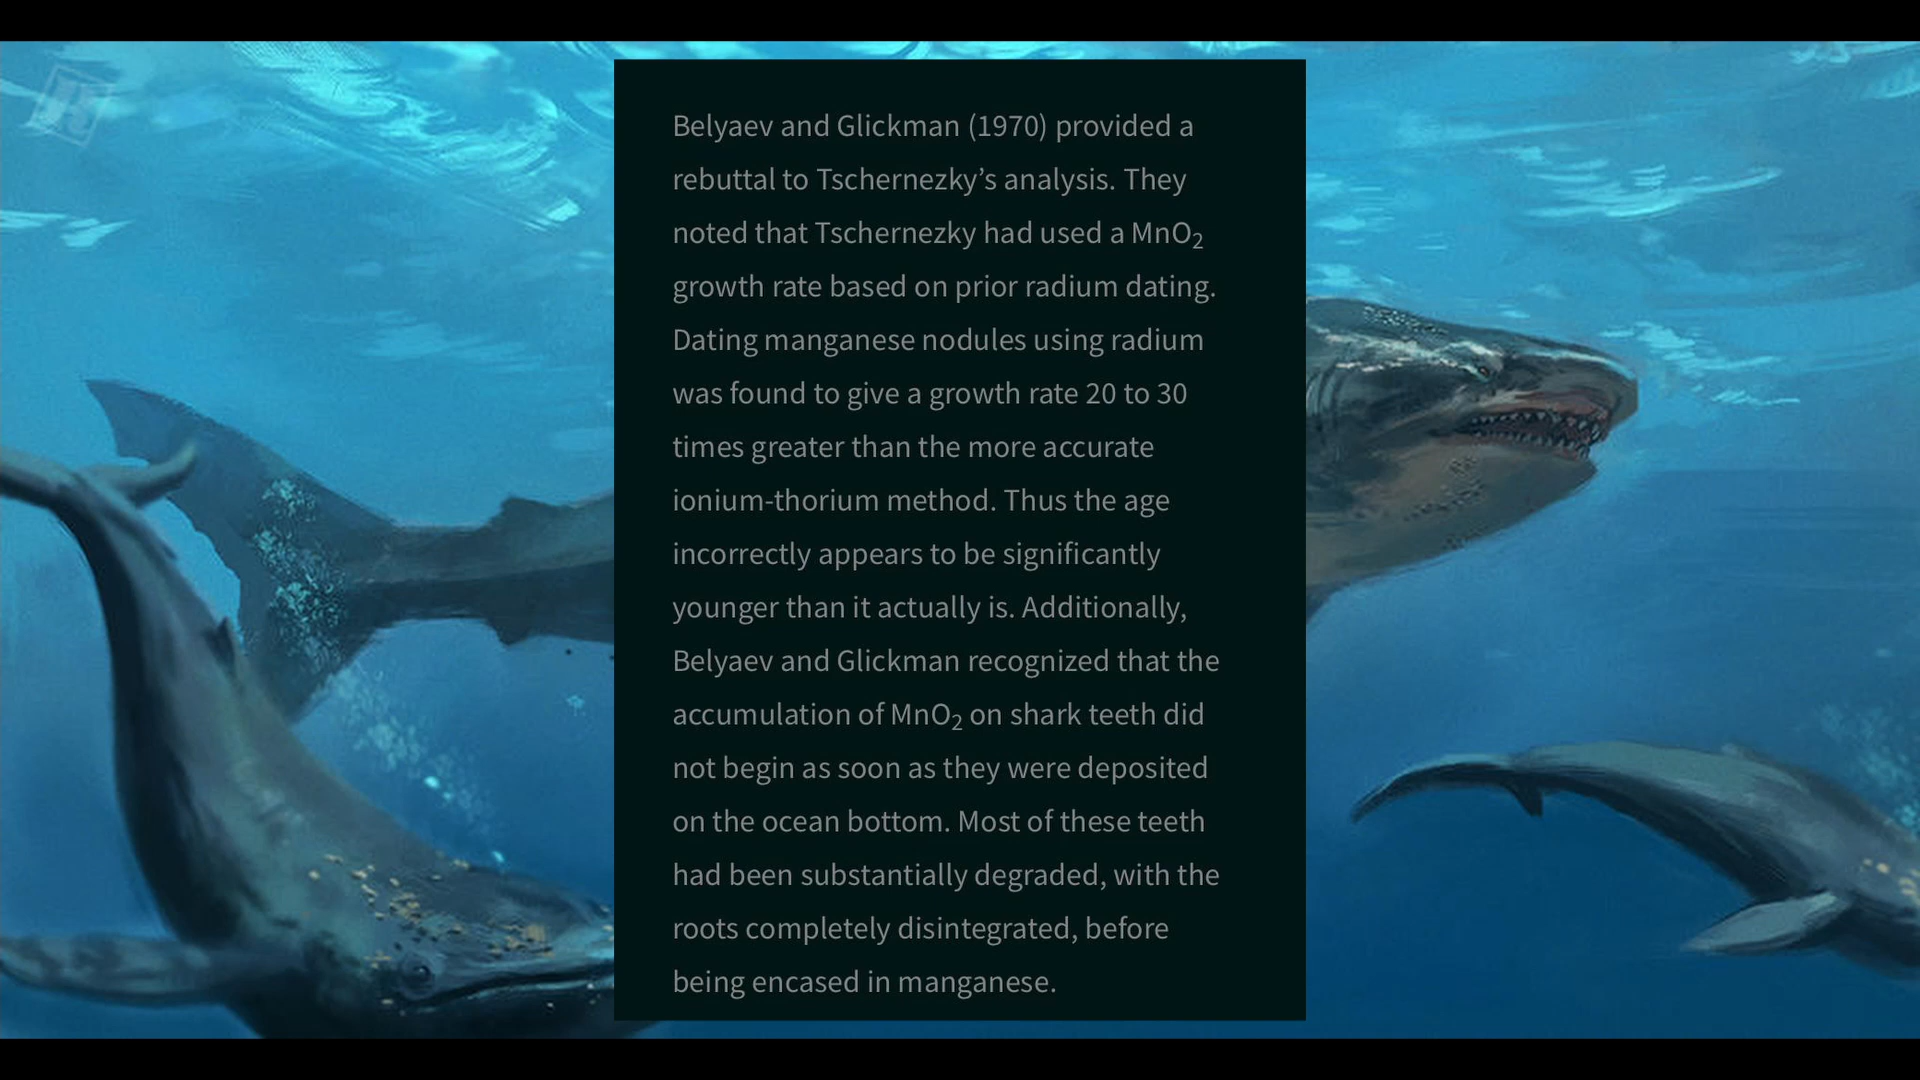 Belyaev and Glickman (1970) provided a
rebuttal to Tschernezky’s analysis. They
noted that Tschernezky had used a MnO₂
growth rate based on prior radium dating.
Dating manganese nodules using radium
was found to give a growth rate 20 to 30
times greater than the more accurate
ionium-thorium method. Thus the age
incorrectly appears to be significantly
younger than it actually is. Additionally,
Belyaev and Glickman recognized that the
accumulation of MnO₂ on shark teeth did
not begin as soon as they were deposited
on the ocean bottom. Most of these teeth
had been substantially degraded, with the
roots completely disintegrated, before
being encased in manganese.